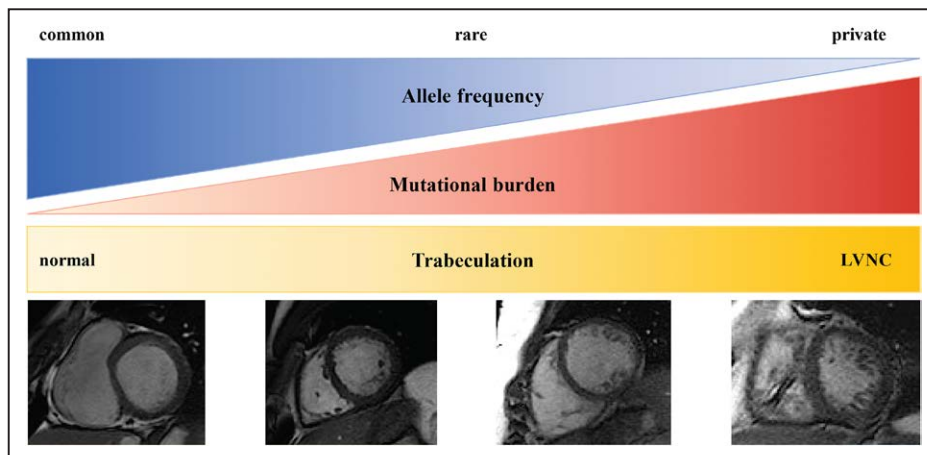 common rare private
Allele frequency
Mutational burden
normal Trabeculation LVNC